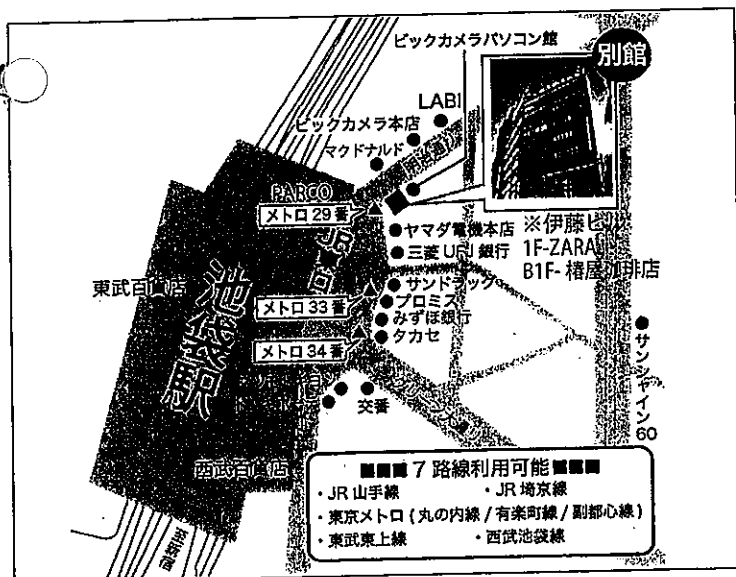 ビックカメラパソコン館
別館
LABI
ビックカメラ本店
マクドナルド
明治通り
PARCO
メトロ29番
ヤマダ電機本店
※伊藤ビル
三菱UFJ銀行
1F-ZARA
B1F-椿屋珈琲店
東武百貨店
池袋駅
サンドラッグ
メトロ33番
プロミス
みずほ銀行
メトロ34番
タカセ
サンシャイン60
交番
西武百貨店
■■■■7路線利用可能■■■■
・JR山手線 ・JR埼京線
・東京メトロ(丸の内線/有楽町線/副都心線)
・東武東上線 ・西武池袋線